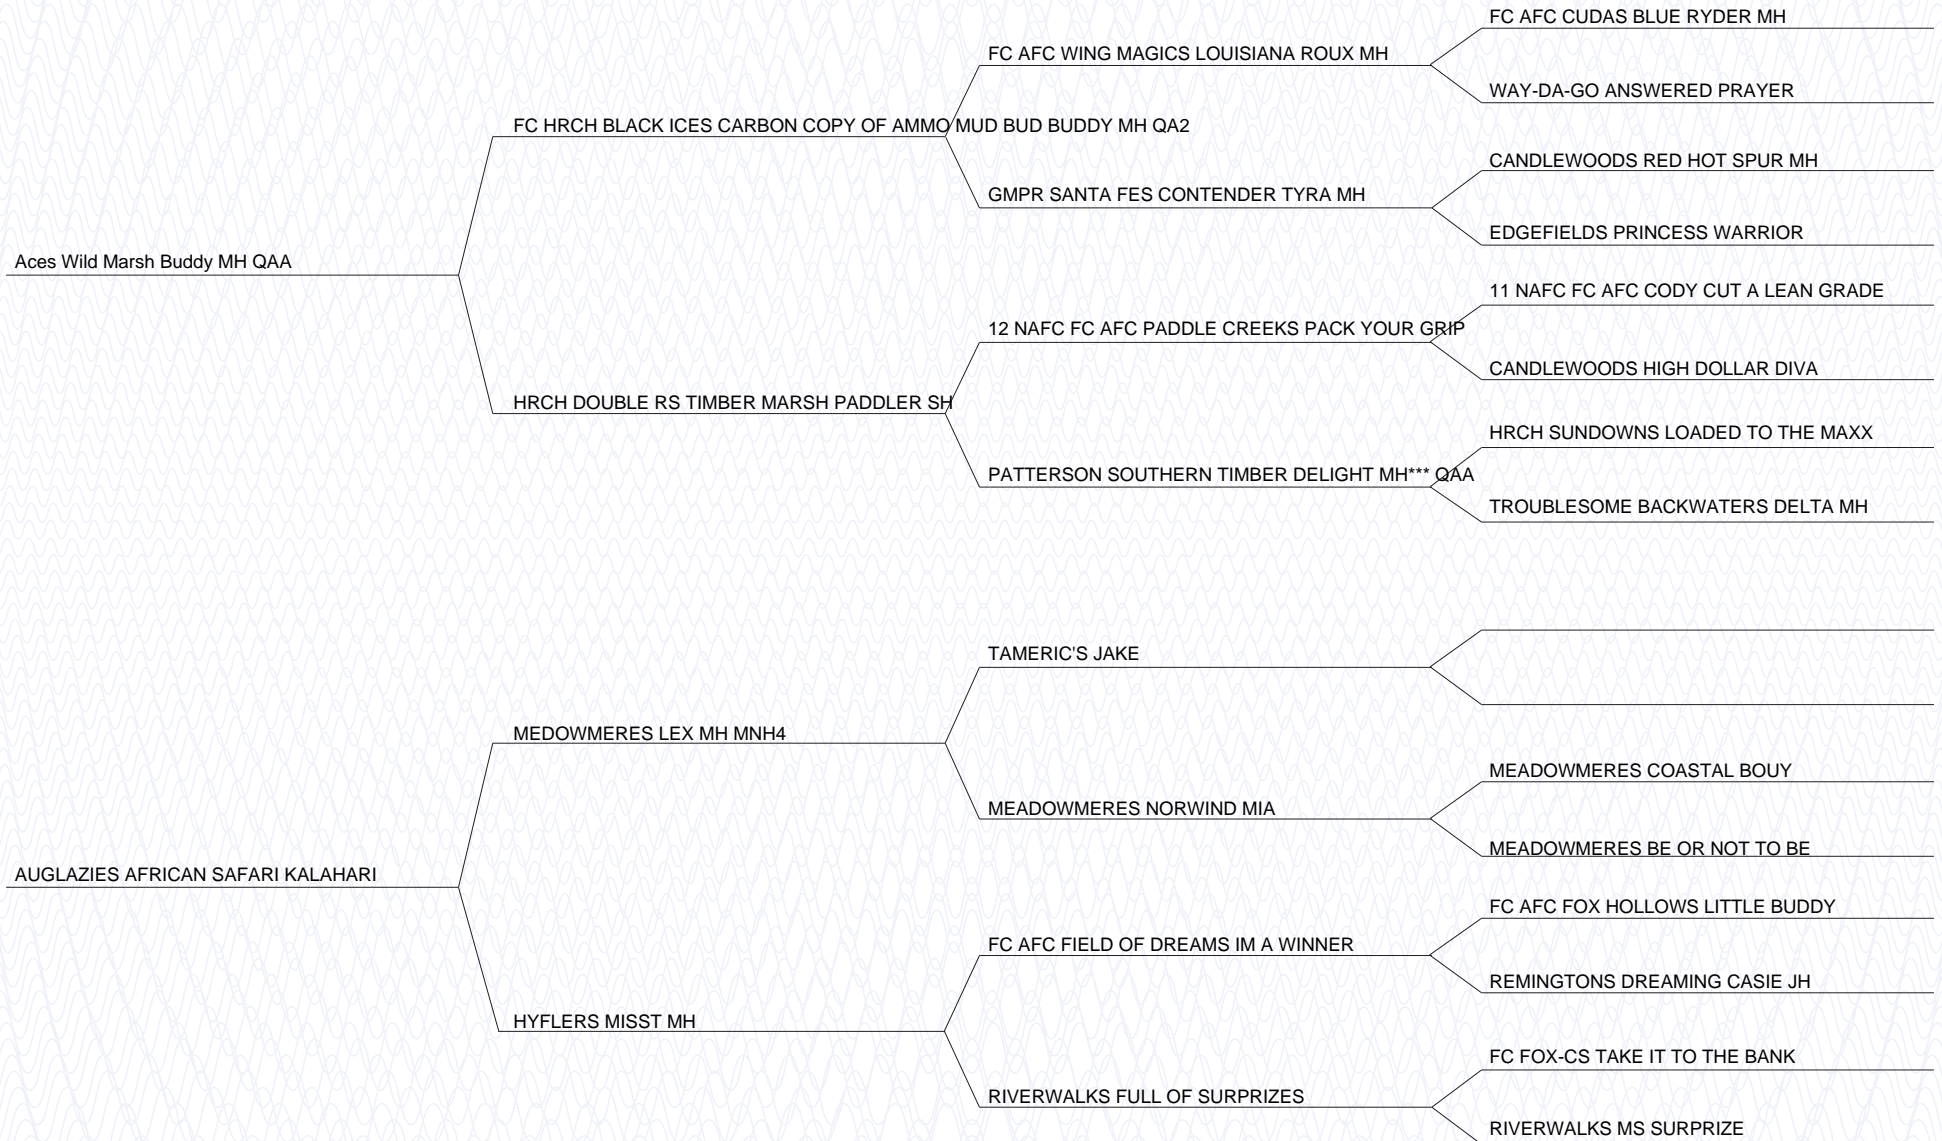 FC AFC CUDAS BLUE RYDER MH
FC AFC WING MAGICS LOUISIANA ROUX MH
WAY-DA-GO ANSWERED PRAYER
FC HRCH BLACK ICES CARBON COPY OF AMMO MUD BUD BUDDY MH QA2
CANDLEWOODS RED HOT SPUR MH
GMPR SANTA FES CONTENDER TYRA MH
EDGEFIELDS PRINCESS WARRIOR
Aces Wild Marsh Buddy MH QAA
11 NAFC FC AFC CODY CUT A LEAN GRADE
12 NAFC FC AFC PADDLE CREEKS PACK YOUR GRIP
CANDLEWOODS HIGH DOLLAR DIVA
HRCH DOUBLE RS TIMBER MARSH PADDLER SH
HRCH SUNDOWNS LOADED TO THE MAXX
PATTERSON SOUTHERN TIMBER DELIGHT MH*** QAA
TROUBLESOME BACKWATERS DELTA MH
TAMERIC'S JAKE
MEDOWMERES LEX MH MNH4
MEADOWMERES COASTAL BOUY
MEADOWMERES NORWIND MIA
MEADOWMERES BE OR NOT TO BE
AUGLAZIES AFRICAN SAFARI KALAHARI
FC AFC FOX HOLLOWS LITTLE BUDDY
FC AFC FIELD OF DREAMS IM A WINNER
REMINGTONS DREAMING CASIE JH
HYFLERS MISST MH
FC FOX-CS TAKE IT TO THE BANK
RIVERWALKS FULL OF SURPRIZES
RIVERWALKS MS SURPRIZE